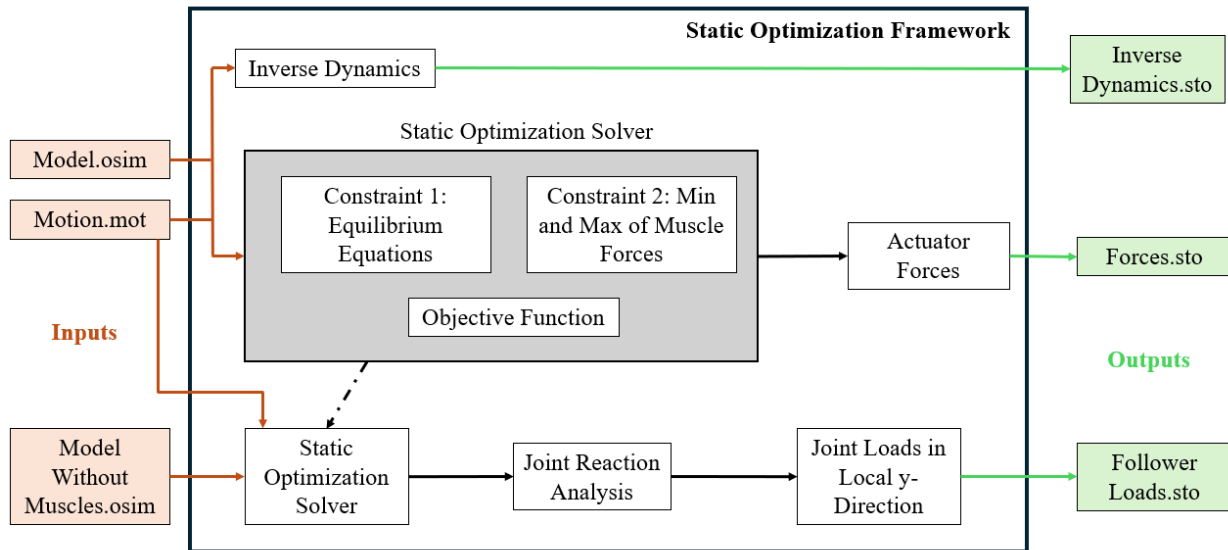 Static Optimization Framework
Inverse Dynamics
Inverse
Dynamics.sto
Static Optimization Solver
Model.osim
Motion.mot
Constraint 1:
Equilibrium
Equations
Constraint 2: Min
and Max of Muscle
Forces
Objective Function
Actuator
Forces
Forces.sto
Inputs
Outputs
Model
Without
Muscles.osim
Static
Optimization
Solver
Joint Reaction
Analysis
Joint Loads in
Local y-
Direction
Follower
Loads.sto